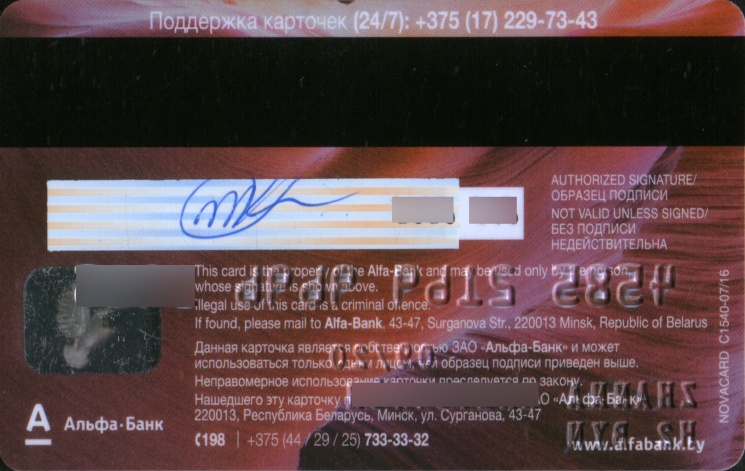 Поддержка карточек (24/7): +375 (17) 229-73-43
AUTHORIZED SIGNATURE/
ОБРАЗЕЦ ПОДПИСИ
NOT VALID UNLESS SIGNED/
БЕЗ ПОДПИСИ
НЕДЕЙСТВИТЕЛЬНА
This card is the property of the Alfa-Bank and may be used only by the person
whose signature is shown above.
Illegal use of this card is a criminal offence.
If found, please mail to Alfa-Bank, 43-47, Surganova Str., 220013 Minsk, Republic of Belarus
Данная карточка является собственностью ЗАО «Альфа-Банк» и может
использоваться только лицом, образец подписи приведен выше.
Неправомерное использование карточки преследуется по закону.
Нашедшего эту карточку «Альфа-Банк»
220013, Республика Беларусь, Минск, ул. Сурганова, 43-47
198 | +375 (44 / 29 / 25) 733-33-32
www.alfabank.by
А Альфа·Банк
NOVACARD C1540-07/16